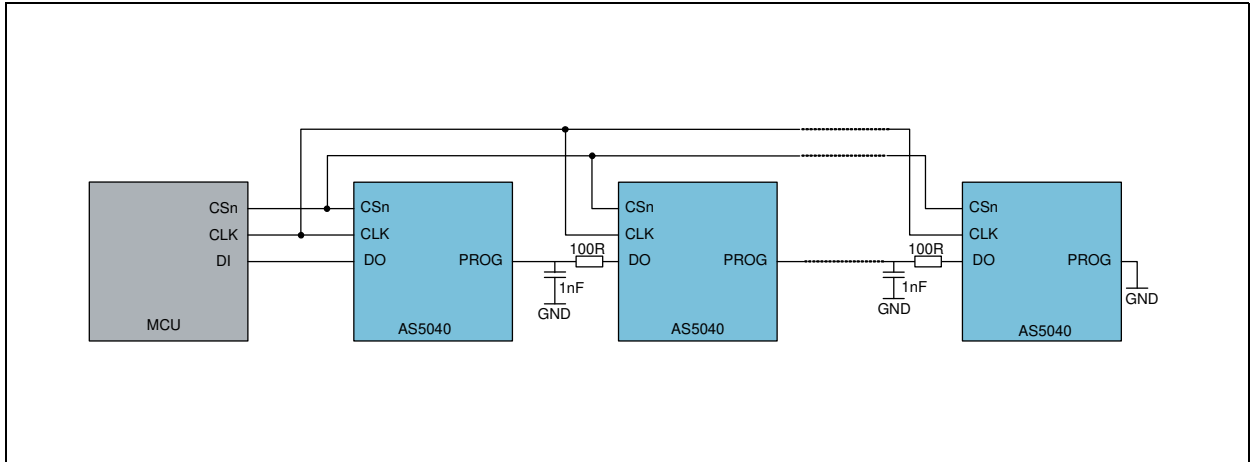 CSn
CLK
DI
MCU
CSn
CLK
DO
PROG
AS5040
1nF
GND
100R
CSn
CLK
DO
PROG
AS5040
1nF
GND
100R
CSn
CLK
DO
PROG
AS5040
GND